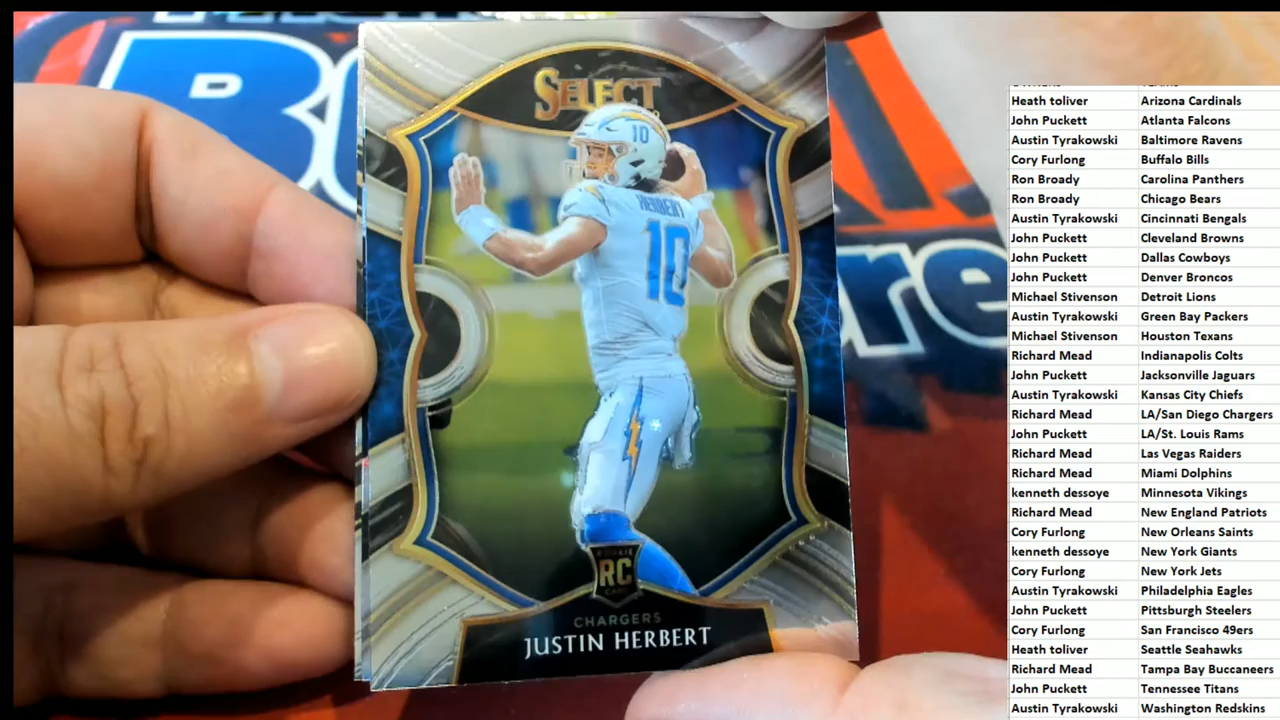 SELECT
10
HERBERT
10
ROOKIE
RC
CARD
CHARGERS
JUSTIN HERBERT
Heath toliver Arizona Cardinals
John Puckett Atlanta Falcons
Austin Tyrakowski Baltimore Ravens
Cory Furlong Buffalo Bills
Ron Broady Carolina Panthers
Ron Broady Chicago Bears
Austin Tyrakowski Cincinnati Bengals
John Puckett Cleveland Browns
John Puckett Dallas Cowboys
John Puckett Denver Broncos
Michael Stivenson Detroit Lions
Austin Tyrakowski Green Bay Packers
Michael Stivenson Houston Texans
Richard Mead Indianapolis Colts
John Puckett Jacksonville Jaguars
Austin Tyrakowski Kansas City Chiefs
Richard Mead LA/San Diego Chargers
John Puckett LA/St. Louis Rams
Richard Mead Las Vegas Raiders
Richard Mead Miami Dolphins
kenneth dessoye Minnesota Vikings
Richard Mead New England Patriots
Cory Furlong New Orleans Saints
kenneth dessoye New York Giants
Cory Furlong New York Jets
Austin Tyrakowski Philadelphia Eagles
John Puckett Pittsburgh Steelers
Cory Furlong San Francisco 49ers
Heath toliver Seattle Seahawks
Richard Mead Tampa Bay Buccaneers
John Puckett Tennessee Titans
Austin Tyrakowski Washington Redskins